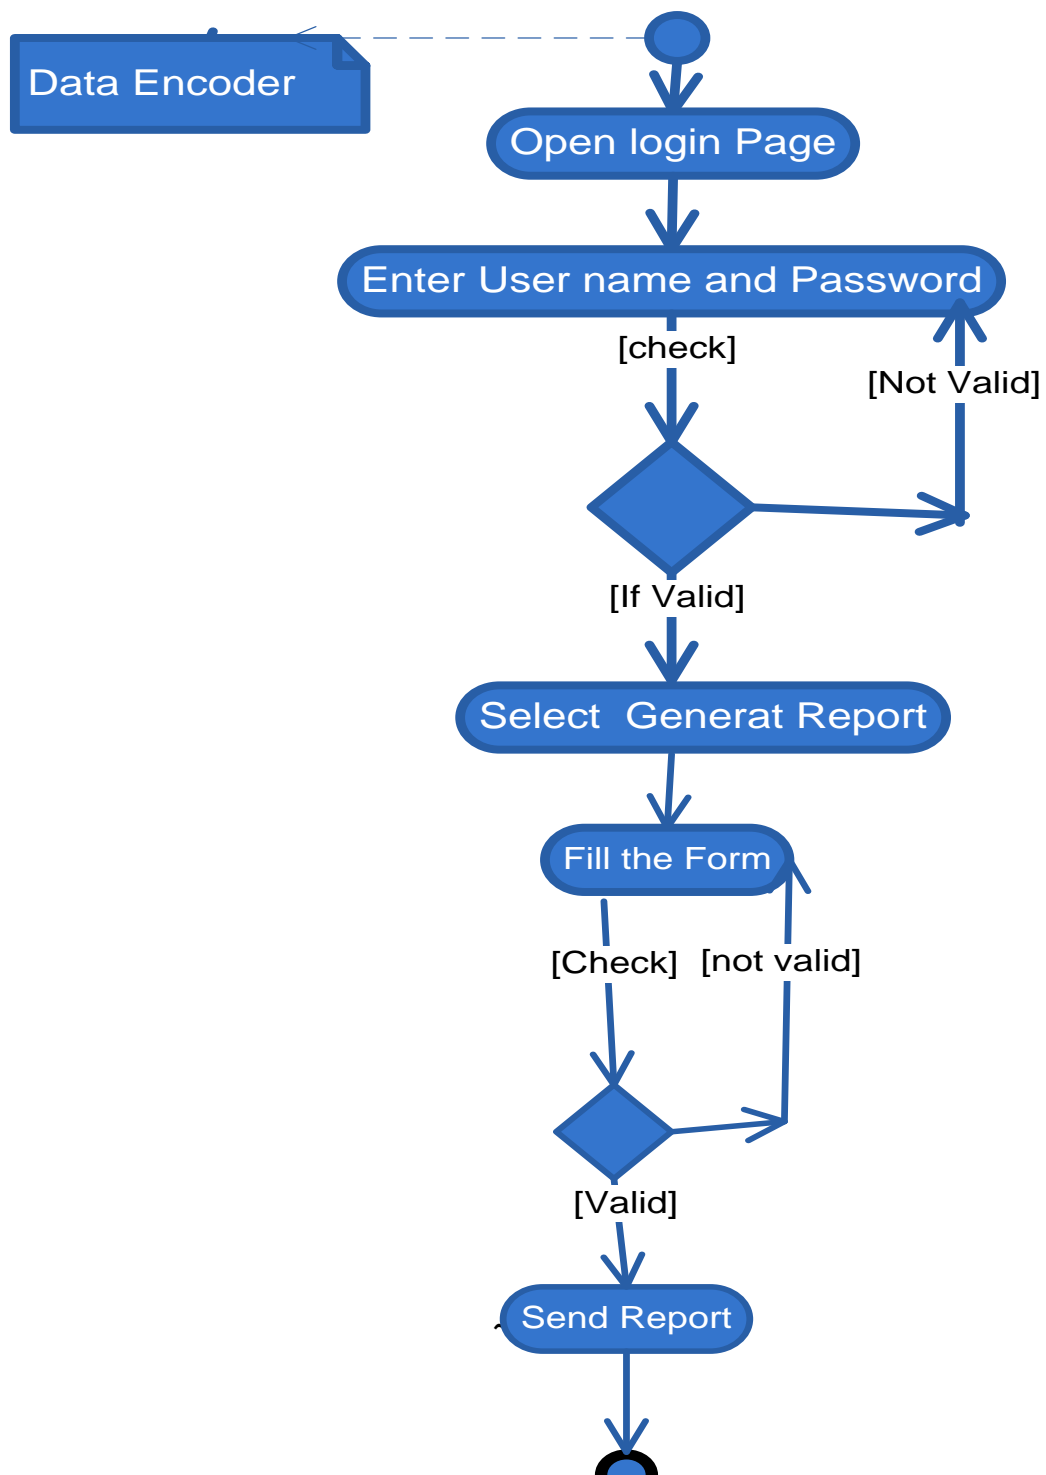 Data Encoder
Open login Page
Enter User name and Password
[check]
[Not Valid]
[If Valid]
Select  Generat Report
Fill the Form
[Check]
[not valid]
[Valid]
Send Report